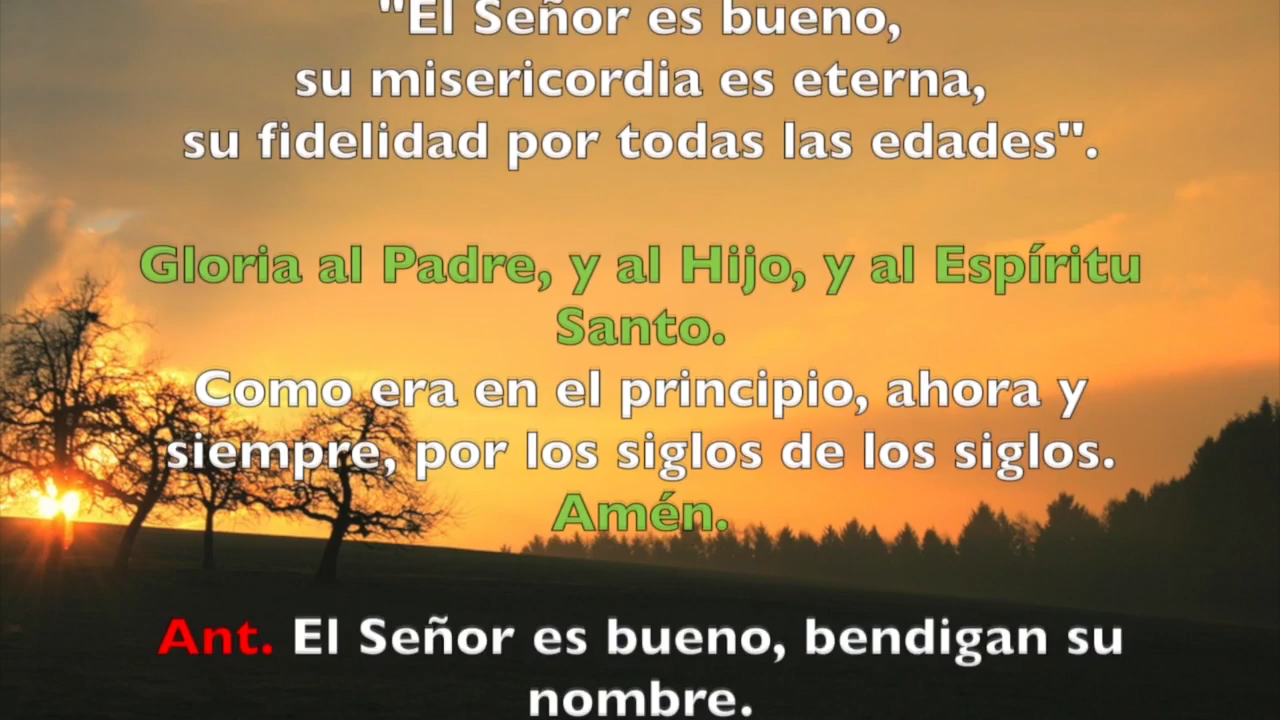 "El Señor es bueno,
su misericordia es eterna,
su fidelidad por todas las edades".
Gloria al Padre, y al Hijo, y al Espíritu
Santo.
Como era en el principio, ahora y
siempre, por los siglos de los siglos.
Amén.
Ant. El Señor es bueno, bendigan su
nombre.